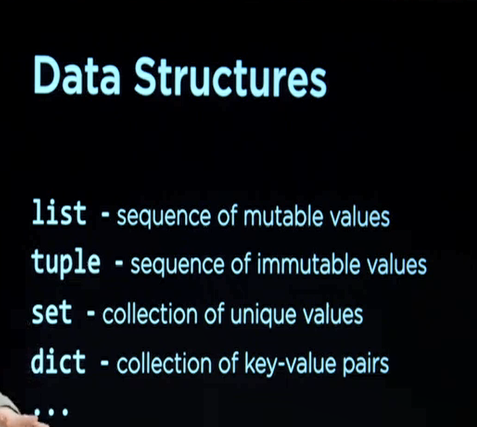 Data Structures
list - sequence of mutable values
tuple - sequence of immutable values
set - collection of unique values
dict - collection of key-value pairs
...